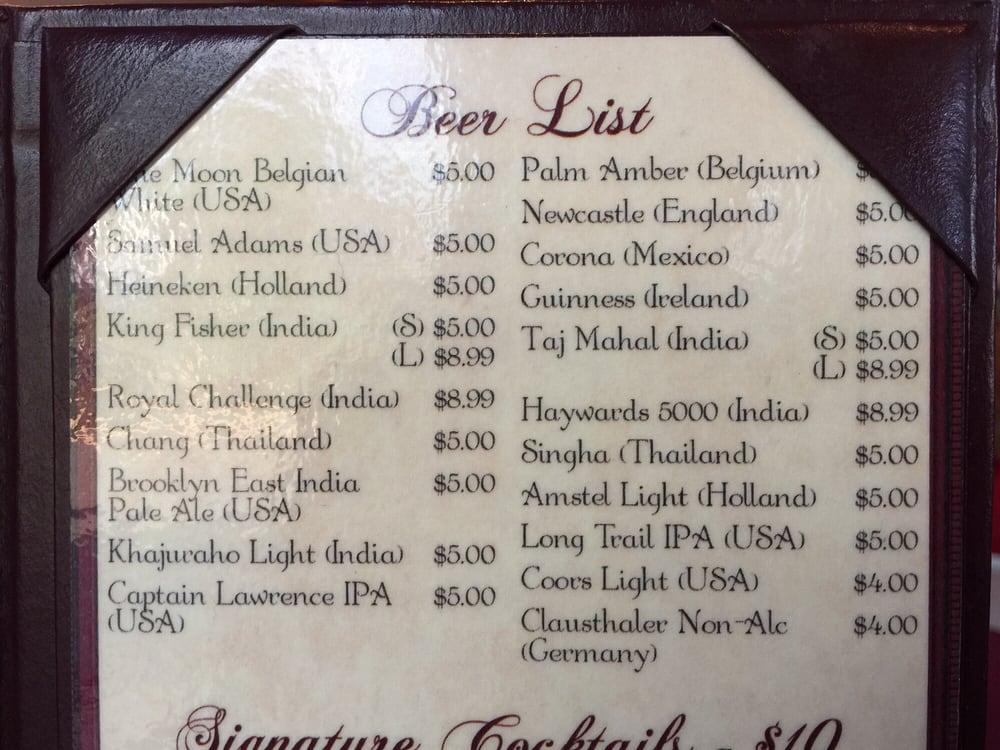 Beer List
Moon Belgian $5.00
White (USA)
Samuel Adams (USA) $5.00
Heineken (Holland) $5.00
King Fisher (India) (S) $5.00
(L) $8.99
Royal Challenge (India) $8.99
Chang (Thailand) $5.00
Brooklyn East India $5.00
Pale Ale (USA)
Khajuraho Light (India) $5.00
Captain Lawrence IPA $5.00
(USA)
Palm Amber (Belgium)
Newcastle (England) $5.00
Corona (Mexico) $5.00
Guinness (Ireland) $5.00
Taj Mahal (India) (S) $5.00
(L) $8.99
Haywards 5000 (India) $8.99
Singha (Thailand) $5.00
Amstel Light (Holland) $5.00
Long Trail IPA (USA) $5:00
Coors Light (USA) $4.00
Clausthaler Non-Alc $4.00
(Germany)
Signature Cocktails - $10